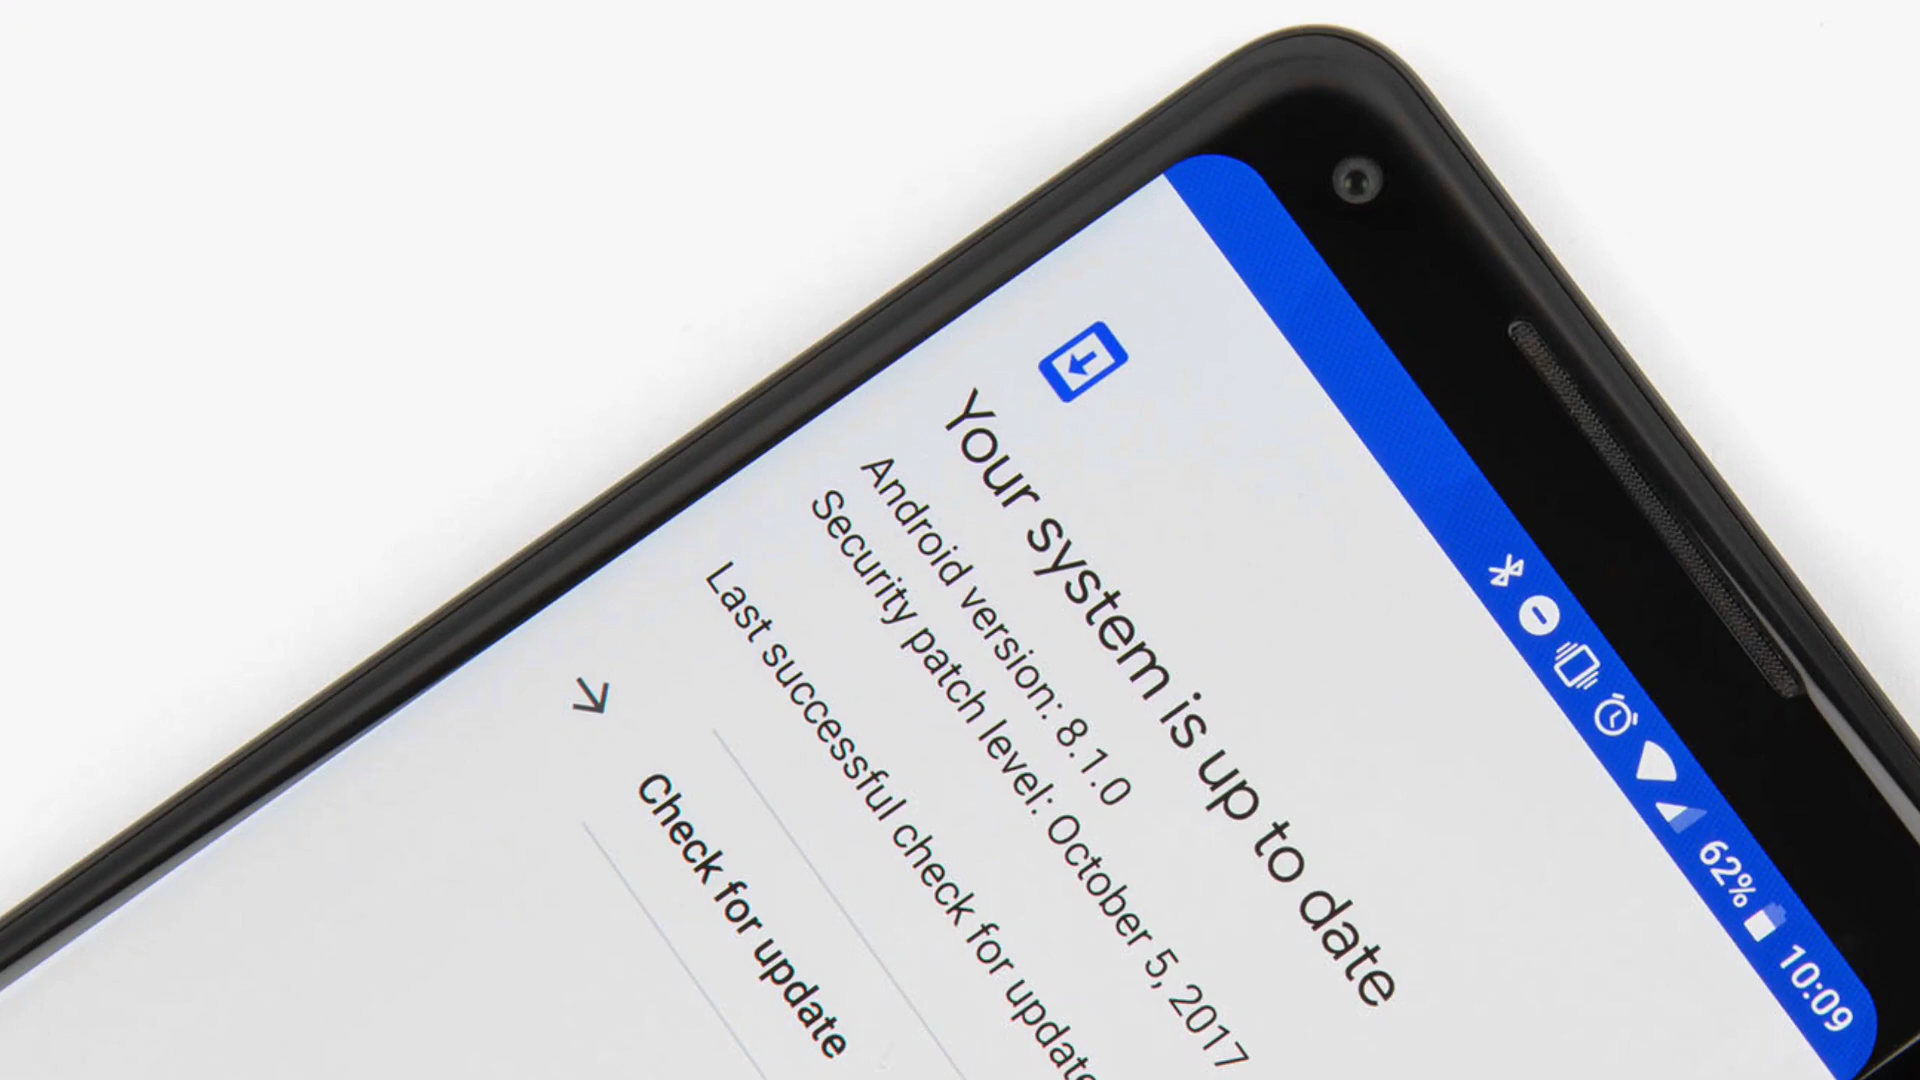 62% 10:09
Your system is up to date
Android version: 8.1.0
Security patch level: October 5, 2017
Last successful check for update
Check for update